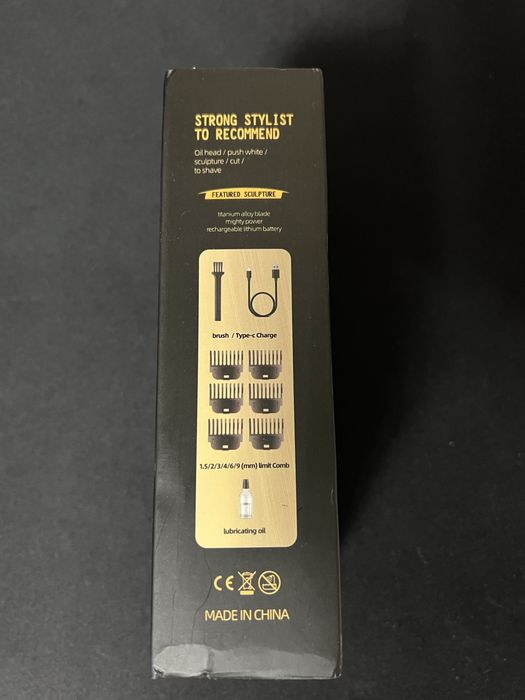 STRONG STYLIST
TO RECOMMEND
Oil head / push white /
sculpture / cut /
to shave
FEATURED SCULPTURE
titanium alloy blade
mighty power
rechargeable lithium battery
brush / Type-c Charge
1.5/2/3/4/6/9 (mm) limit Comb
lubricating oil
CE
MADE IN CHINA